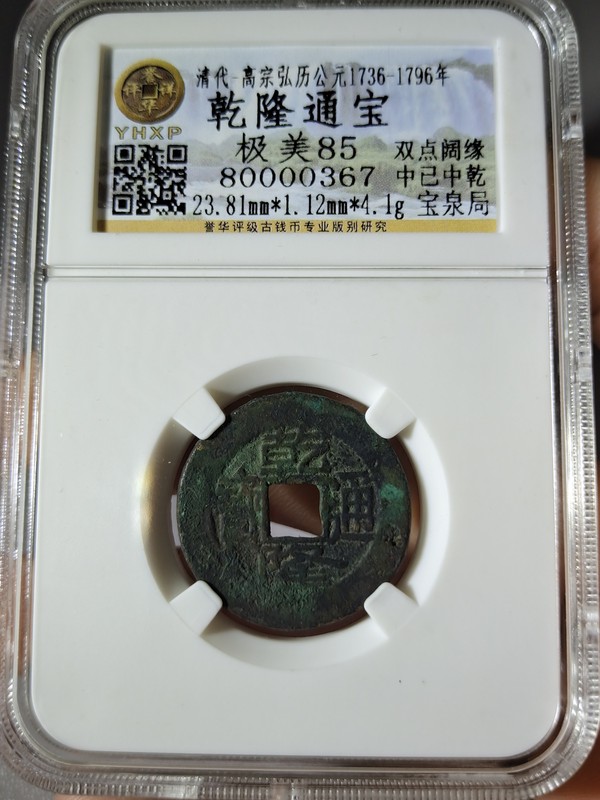 清代-高宗弘历公元1736-1796年
乾隆通宝
极美85 双点阔缘
80000367 中已中乾
23.81mm*1.12mm*4.1g 宝泉局
誉华评级古钱币专业版别研究
YHXP
乾
通
隆